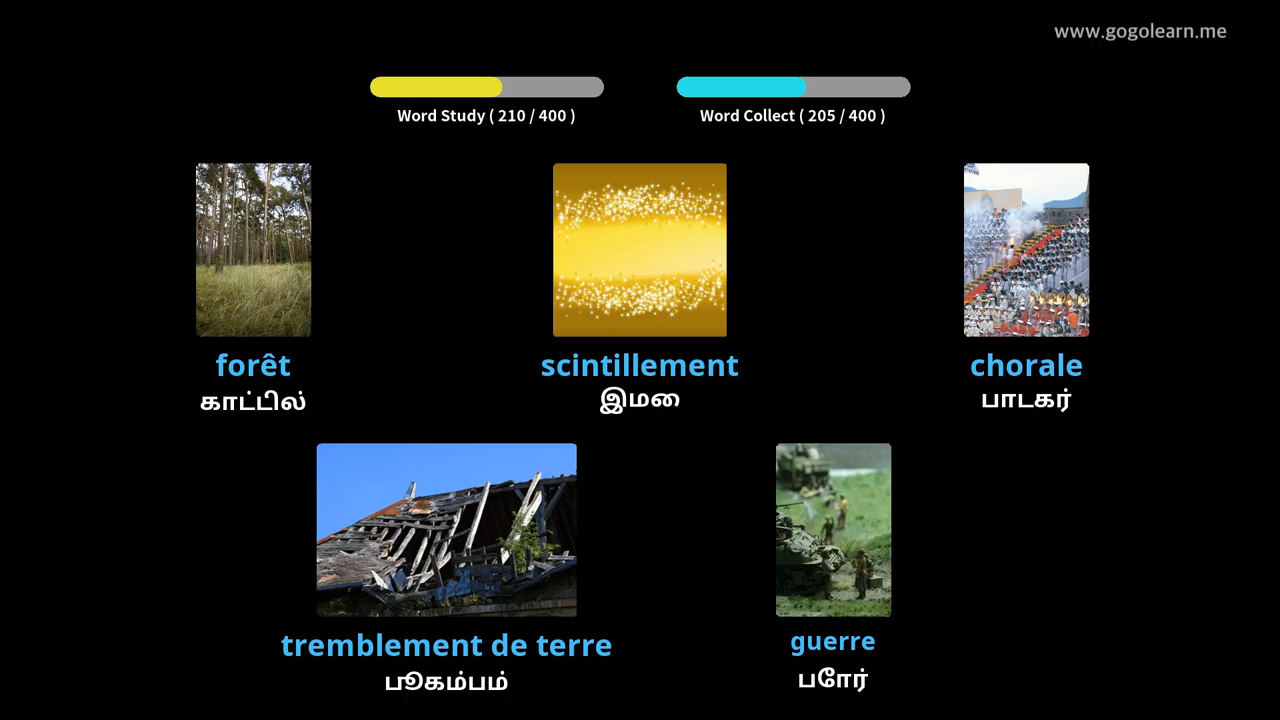 www.gogolearn.me
Word Study ( 210 / 400 )
Word Collect ( 205 / 400 )
forêt
காட்டில்
scintillement
இமை
chorale
பாடகர்
tremblement de terre
பூகம்பம்
guerre
போர்